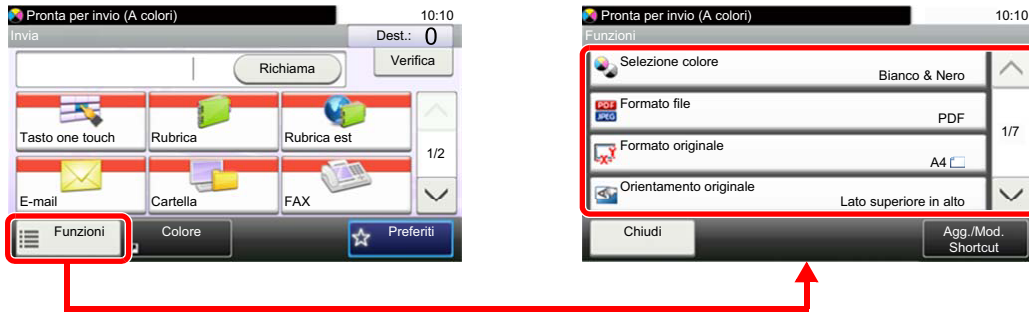 Pronta per invio (A colori) 10:10
Invia Dest.: 0
Richiama Verifica
Tasto one touch Rubrica Rubrica est
1/2
E-mail Cartella FAX
Funzioni Colore Preferiti
Pronta per invio (A colori) 10:10
Funzioni
Selezione colore
Bianco & Nero
PDF JPEG Formato file
PDF
1/7
Formato originale
A4
Orientamento originale
Lato superiore in alto
Chiudi Agg./Mod.
Shortcut